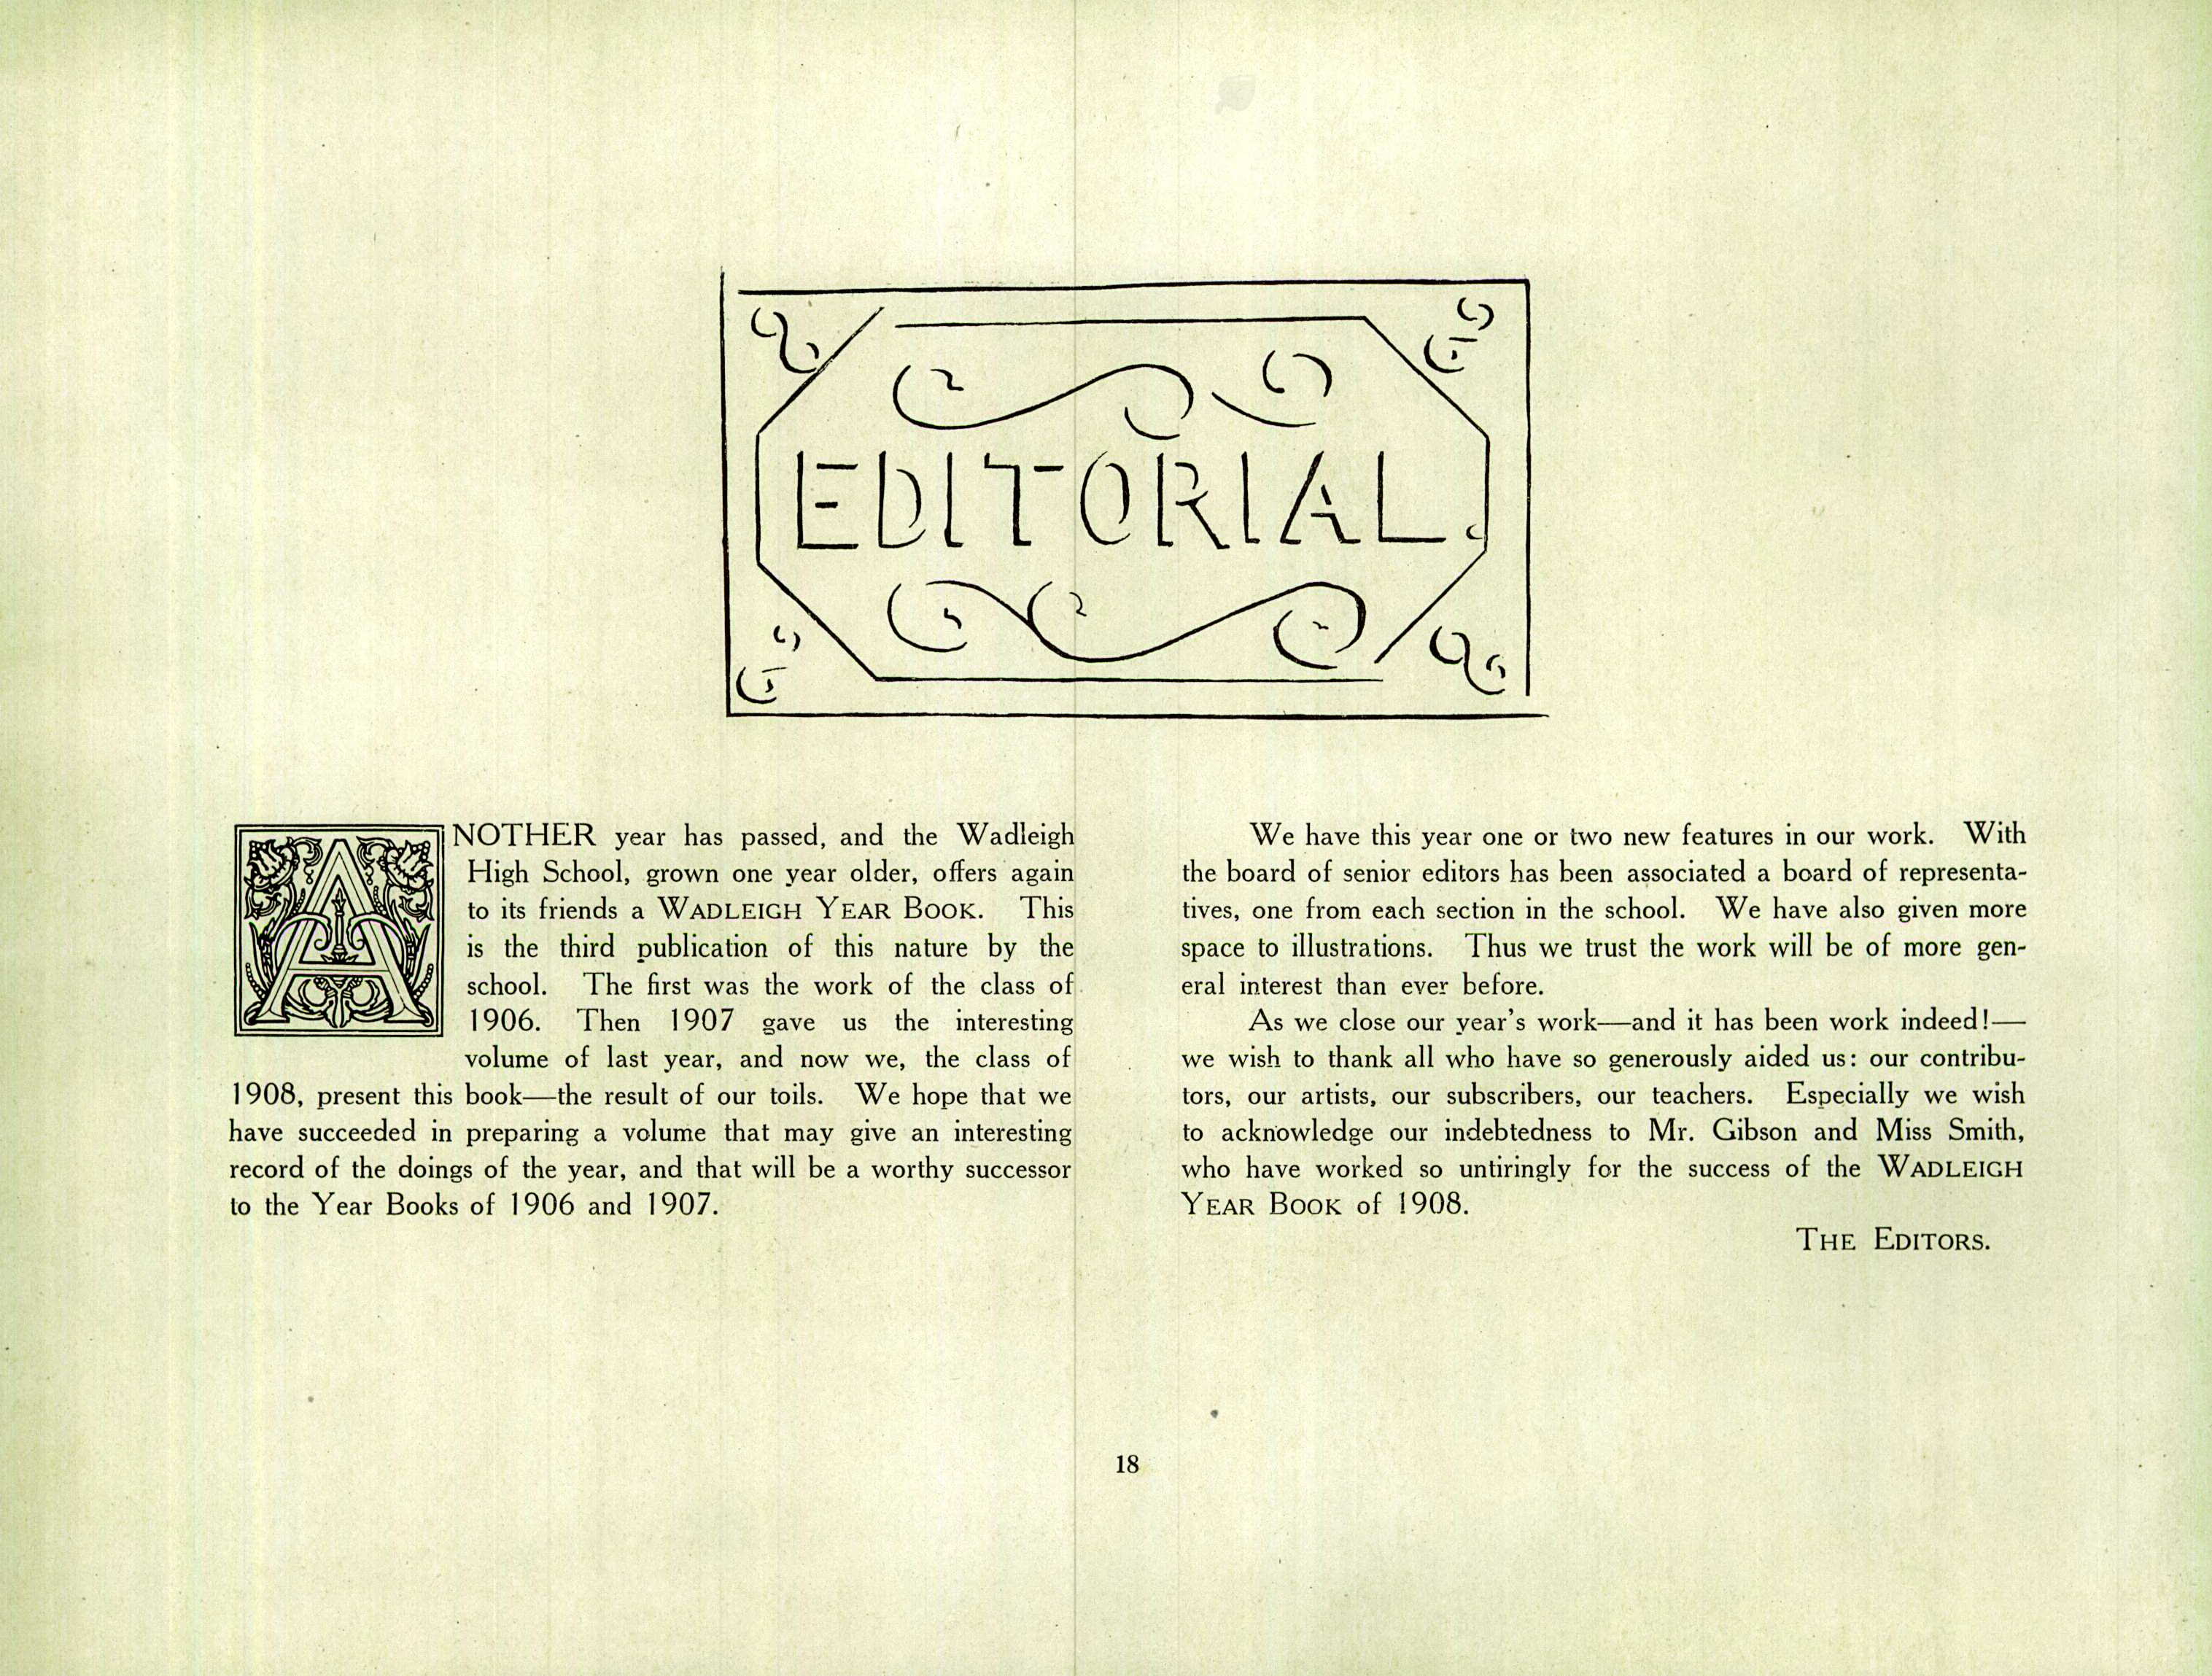 EDITORIAL.
ANOTHER year has passed, and the Wadleigh
High School, grown one year older, offers again
to its friends a WADLEIGH YEAR BOOK. This
is the third publication of this nature by the
school. The first was the work of the class of
1906. Then 1907 gave us the interesting
volume of last year, and now we, the class of
1908, present this book—the result of our toils. We hope that we
have succeeded in preparing a volume that may give an interesting
record of the doings of the year, and that will be a worthy successor
to the Year Books of 1906 and 1907.
We have this year one or two new features in our work. With
the board of senior editors has been associated a board of representa-
tives, one from each section in the school. We have also given more
space to illustrations. Thus we trust the work will be of more gen-
eral interest than ever before.
As we close our year's work—and it has been work indeed!—
we wish to thank all who have so generously aided us: our contribu-
tors, our artists, our subscribers, our teachers. Especially we wish
to acknowledge our indebtedness to Mr. Gibson and Miss Smith,
who have worked so untiringly for the success of the WADLEIGH
YEAR BOOK of 1908.
THE EDITORS.
18